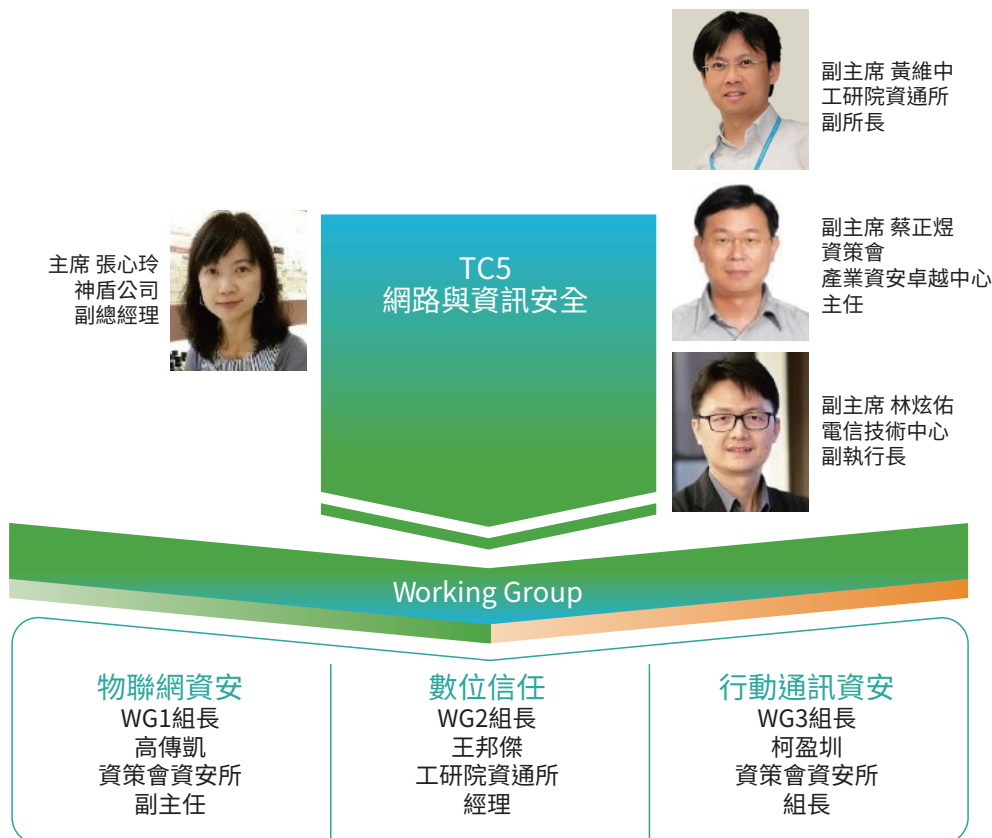 副主席 黃維中
工研院資通所
副所長
主席 張心玲
神盾公司
副總經理
TC5
網路與資訊安全
副主席 蔡正煜
資策會
產業資安卓越中心
主任
副主席 林炫佑
電信技術中心
副執行長
Working Group
物聯網資安
WG1組長
高傳凱
資策會資安所
副主任
數位信任
WG2組長
王邦傑
工研院資通所
經理
行動通訊資安
WG3組長
柯盈圳
資策會資安所
組長